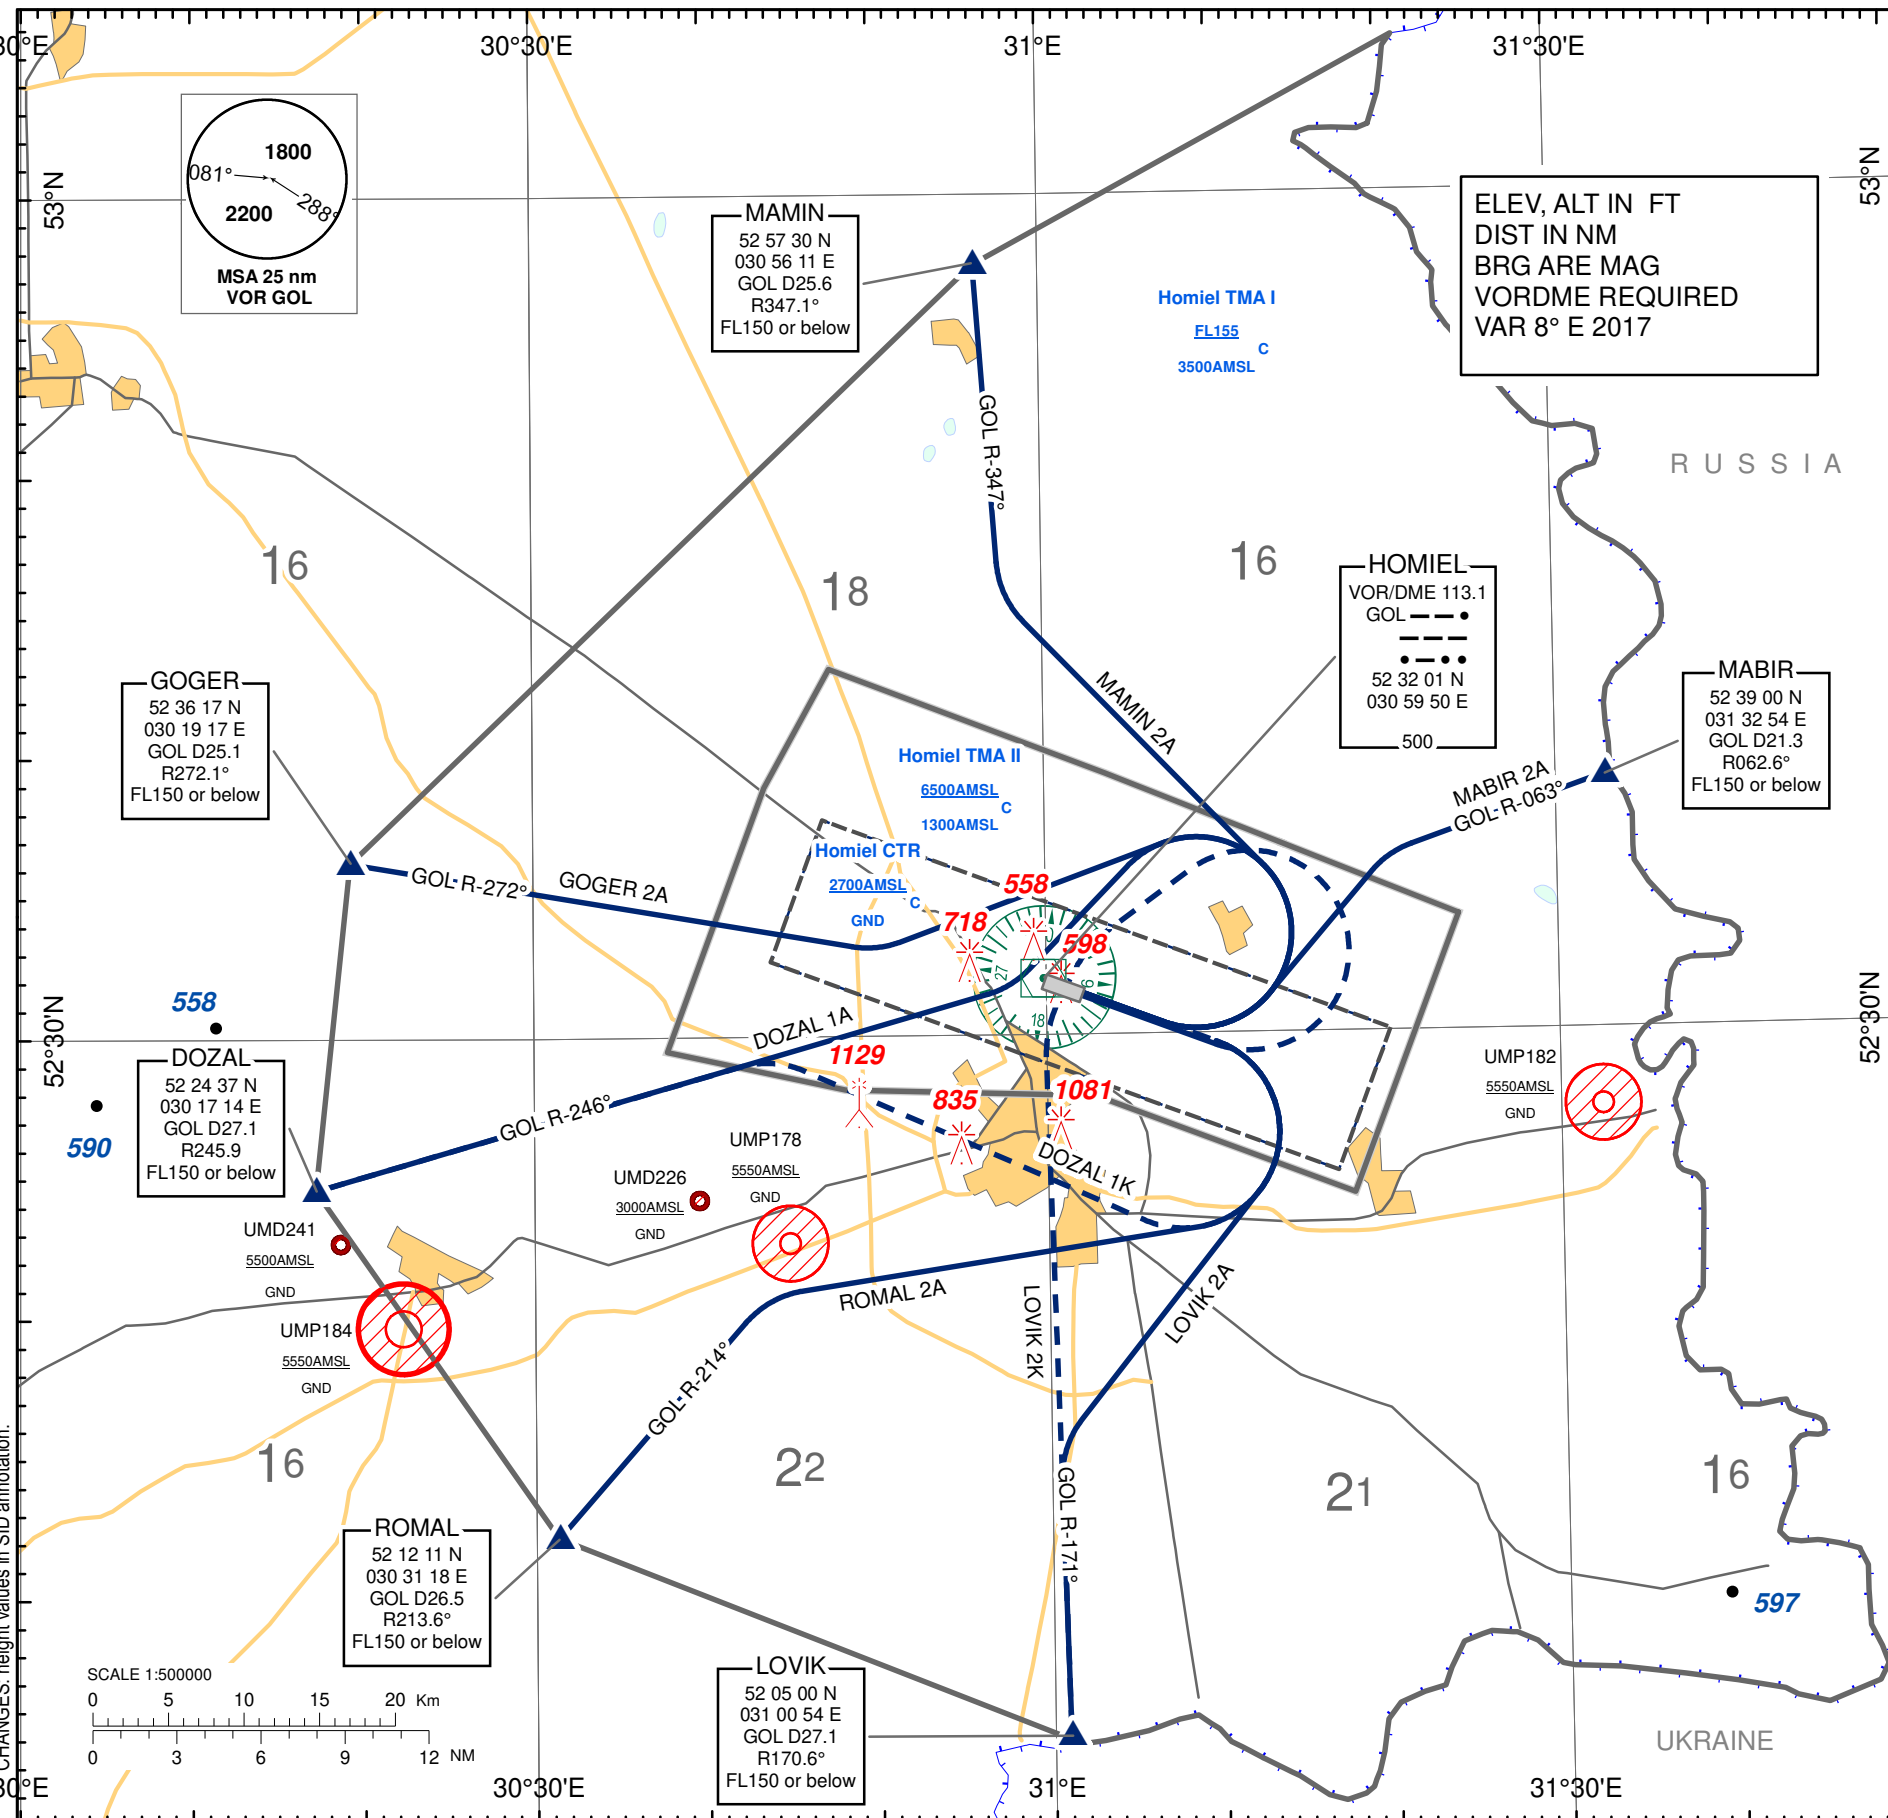 30°E
30°30'E
31°E
31°30'E
53°N
53°N
081°
1800
2200
288°
MSA 25 nm
VOR GOL
MAMIN
52 57 30 N
030 56 11 E
GOL D25.6
R347.1°
FL150 or below
Homiel TMA I
FL155
C
3500AMSL
ELEV, ALT IN FT
DIST IN NM
BRG ARE MAG
VORDME REQUIRED
VAR 8° E 2017
GOL R-347°
RUSSIA
16
18
16
HOMIEL
VOR/DME 113.1
GOL
52 32 01 N
030 59 50 E
500
GOGER
52 36 17 N
030 19 17 E
GOL D25.1
R272.1°
FL150 or below
MABIR
52 39 00 N
031 32 54 E
GOL D21.3
R062.6°
FL150 or below
MAMIN 2A
MABIR 2A
GOL R-063°
Homiel TMA II
6500AMSL
C
1300AMSL
Homiel CTR
2700AMSL
C
GND
GOL R-272°
GOGER 2A
558
718
598
27
18
9
558
590
52°30'N
52°30'N
DOZAL 1A
1129
835
1081
DOZAL
52 24 37 N
030 17 14 E
GOL D27.1
R245.9
FL150 or below
GOL R-246°
UMP182
5550AMSL
GND
UMP178
5550AMSL
GND
UMD226
3000AMSL
GND
DOZAL 1K
UMD241
5500AMSL
GND
UMP184
5550AMSL
GND
ROMAL 2A
LOVIK 2K
LOVIK 2A
GOL R-214°
16
22
21
16
GOL R-171°
ROMAL
52 12 11 N
030 31 18 E
GOL D26.5
R213.6°
FL150 or below
597
LOVIK
52 05 00 N
031 00 54 E
GOL D27.1
R170.6°
FL150 or below
UKRAINE
SCALE 1:500000
0 5 10 15 20 Km
0 3 6 9 12 NM
CHANGES: height values in SID annotation.
30°E
30°30'E
31°E
31°30'E